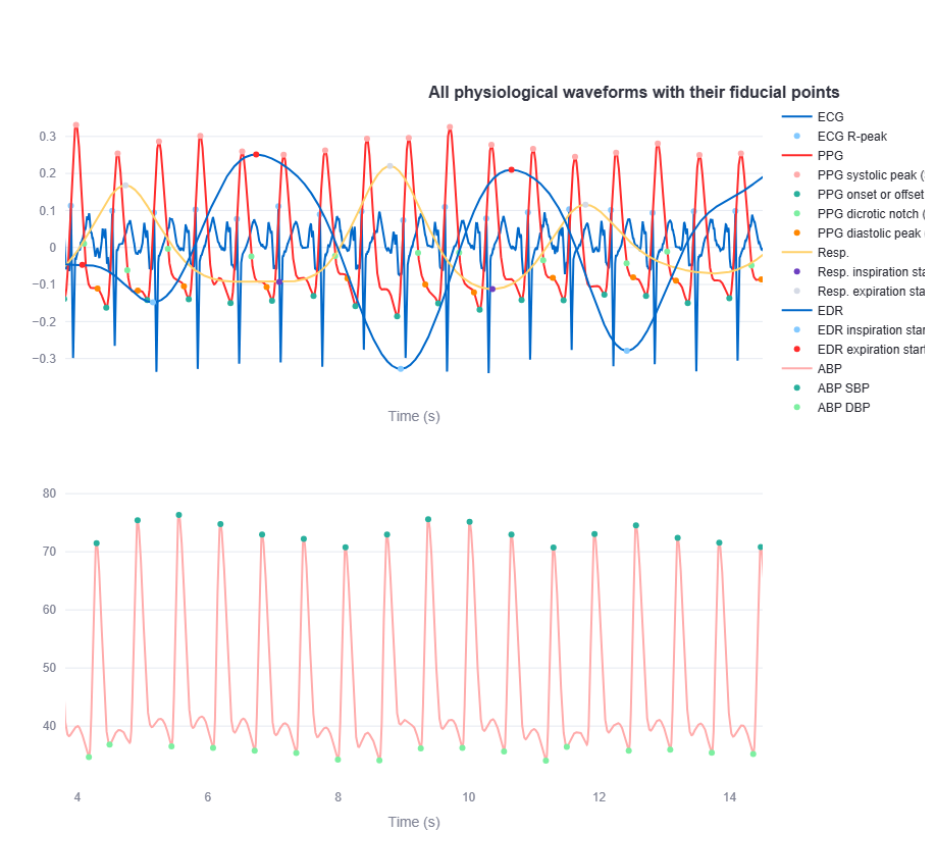 All physiological waveforms with their fiducial points
ECG
ECG R-peak
PPG
PPG systolic peak (
PPG onset or offset
PPG dicrotic notch (
PPG diastolic peak
Resp.
Resp. inspiration sta
Resp. expiration sta
EDR
EDR inspiration star
EDR expiration start
ABP
ABP SBP
ABP DBP
0.3
0.2
0.1
0
−0.1
−0.2
−0.3
Time (s)
80
70
60
50
40
4 6 8 10 12 14
Time (s)